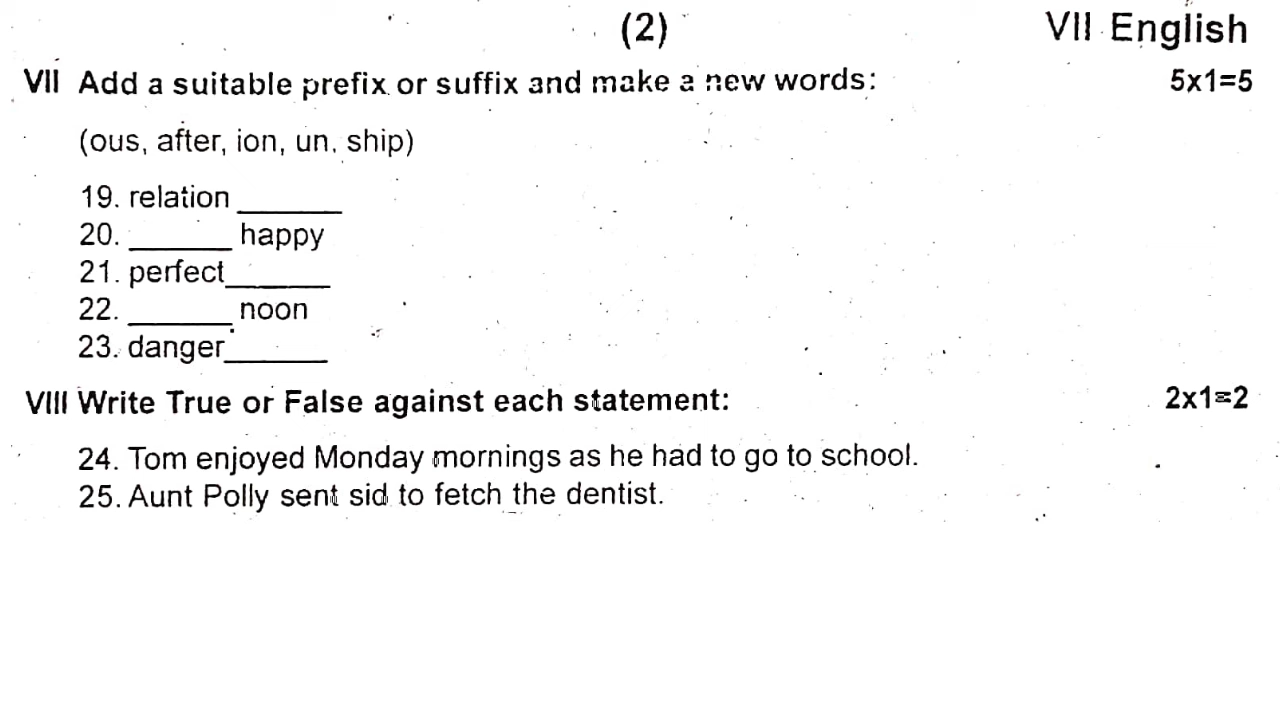 (2) VII English
VII Add a suitable prefix or suffix and make a new words: 5x1=5
(ous, after, ion, un, ship)
19. relation ______
20. ______ happy
21. perfect______
22. ______ noon
23. danger______
VIII Write True or False against each statement: 2x1=2
24. Tom enjoyed Monday mornings as he had to go to school.
25. Aunt Polly sent sid to fetch the dentist.